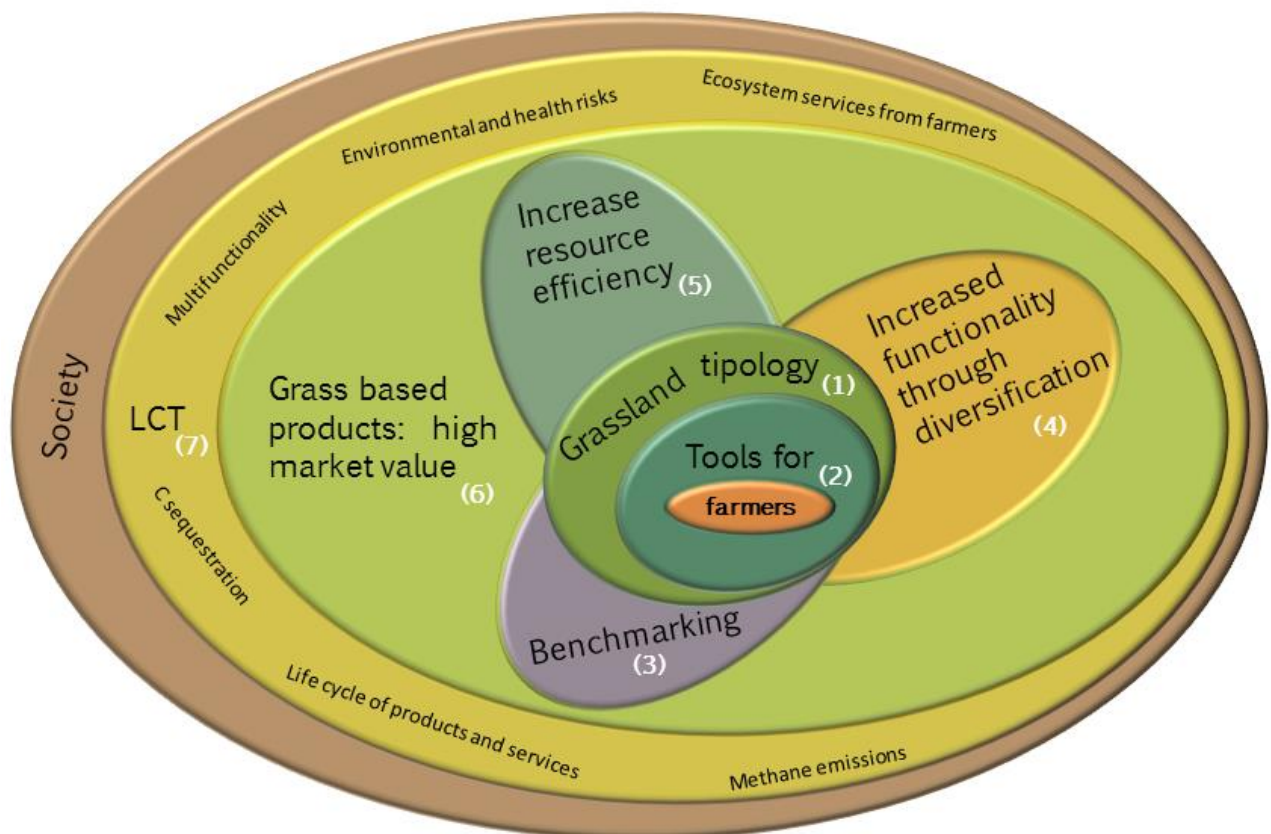 Ecosystem services from farmers
Environmental and health risks
Multifunctionality
Society
LCT
(7)
C sequestration
Life cycle of products and services
Methane emissions
Increase
resource
efficiency (5)
Increased
functionality
through
diversification
(4)
Grass based
products: high
market value
(6)
Grassland tipology (1)
Tools for (2)
farmers
Benchmarking
(3)